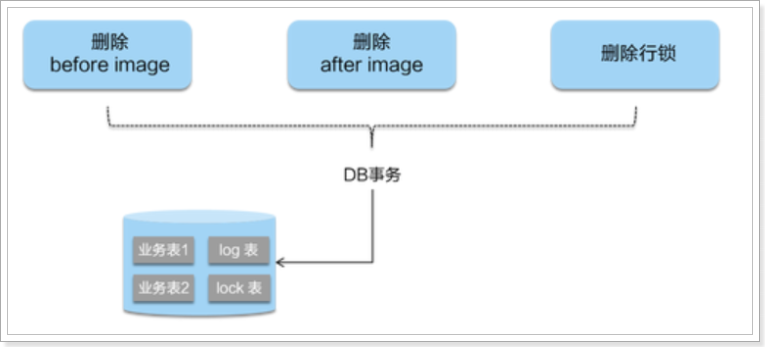 删除
before image
删除
after image
删除行锁
DB事务
业务表1
log 表
业务表2
lock 表